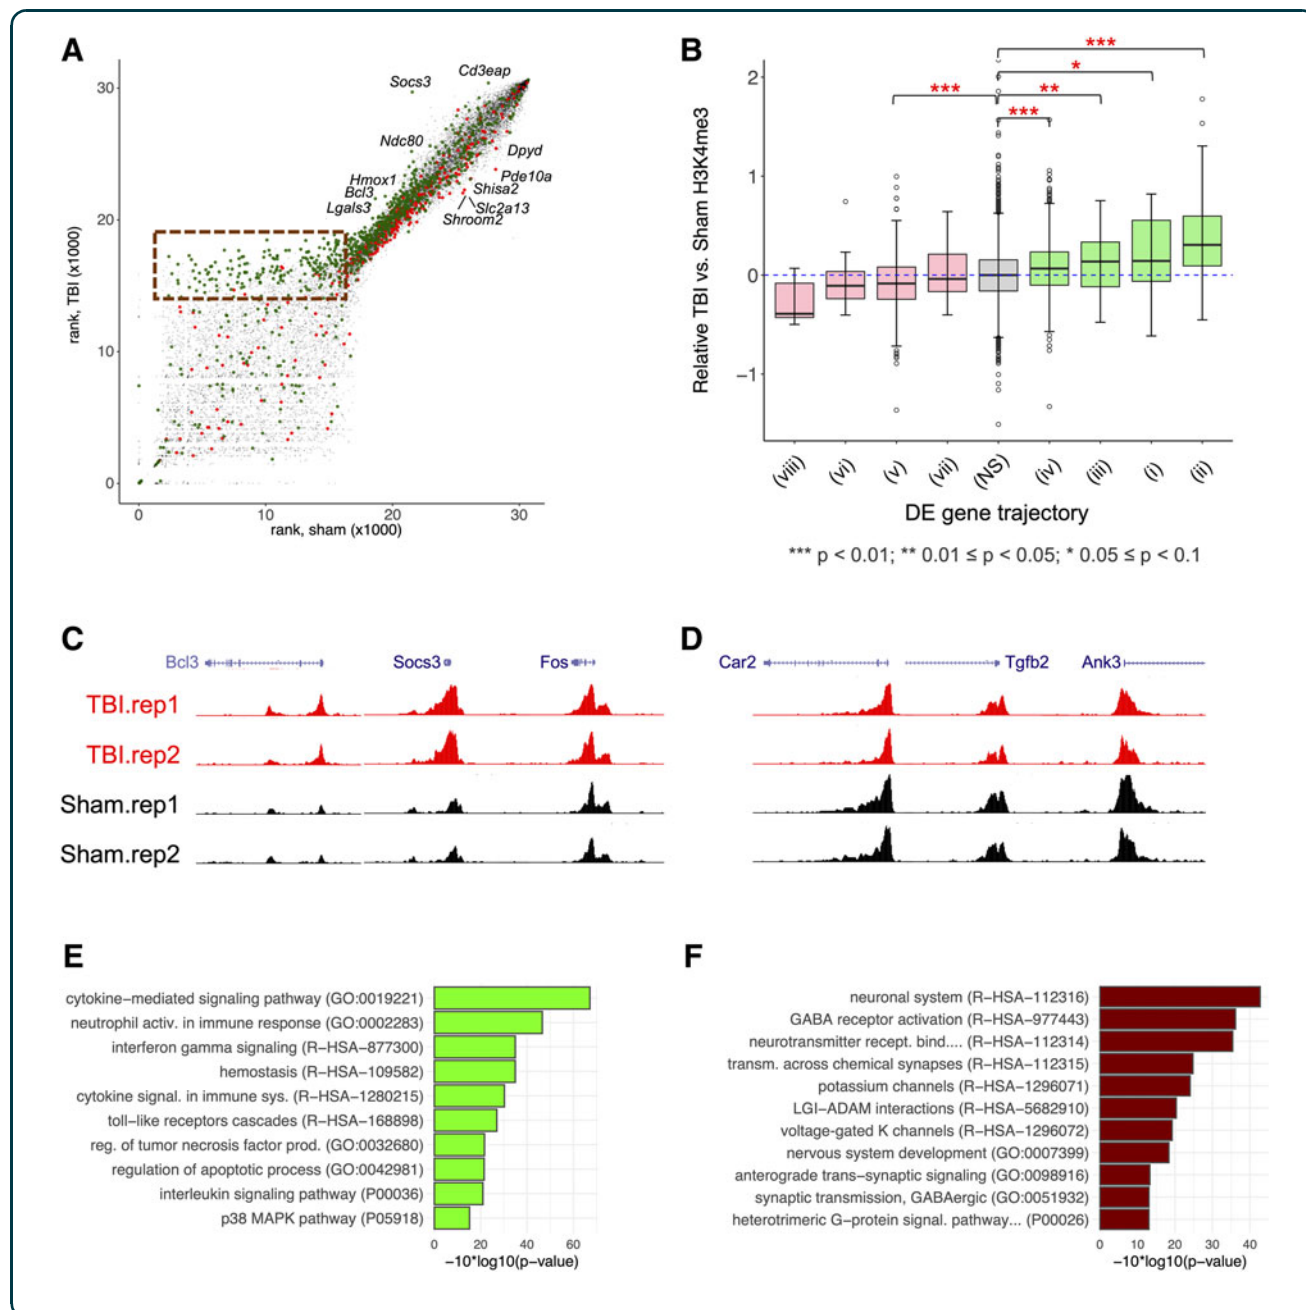 A
Socs3
Cd3eap
Ndc80
Dpyd
Hmox1
Pde10a
Bcl3
Shisa2
Lgals3
Slc2a13
Shroom2
rank, TBI (x1000)
30
20
10
0
0 10 20 30
rank, sham (x1000)
B
***
*
*** **
***
Relative TBI vs. Sham H3K4me3
2
1
0
−1
(viii) (vi) (v) (vii) (NS) (iv) (iii) (i) (ii)
DE gene trajectory
*** p < 0.01; ** 0.01 ≤ p < 0.05; * 0.05 ≤ p < 0.1
C
Bcl3 Socs3 Fos
TBI.rep1
TBI.rep2
Sham.rep1
Sham.rep2
D
Car2 Tgfb2 Ank3
E
cytokine−mediated signaling pathway (GO:0019221)
neutrophil activ. in immune response (GO:0002283)
interferon gamma signaling (R−HSA−877300)
hemostasis (R−HSA−109582)
cytokine signal. in immune sys. (R−HSA−1280215)
toll−like receptors cascades (R−HSA−168898)
reg. of tumor necrosis factor prod. (GO:0032680)
regulation of apoptotic process (GO:0042981)
interleukin signaling pathway (P00036)
p38 MAPK pathway (P05918)
0 20 40 60
−10*log10(p−value)
F
neuronal system (R−HSA−112316)
GABA receptor activation (R−HSA−977443)
neurotransmitter recept. bind.... (R−HSA−112314)
transm. across chemical synapses (R−HSA−112315)
potassium channels (R−HSA−1296071)
LGI−ADAM interactions (R−HSA−5682910)
voltage−gated K channels (R−HSA−1296072)
nervous system development (GO:0007399)
anterograde trans−synaptic signaling (GO:0098916)
synaptic transmission, GABAergic (GO:0051932)
heterotrimeric G−protein signal. pathway... (P00026)
0 10 20 30 40
−10*log10(p−value)